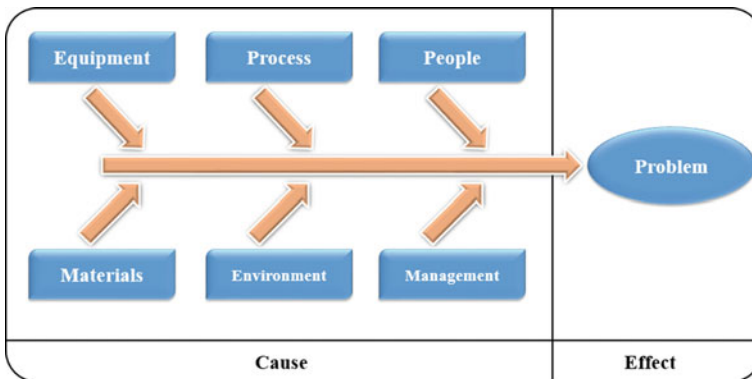 Equipment
Process
People
Problem
Materials
Environment
Management
Cause
Effect